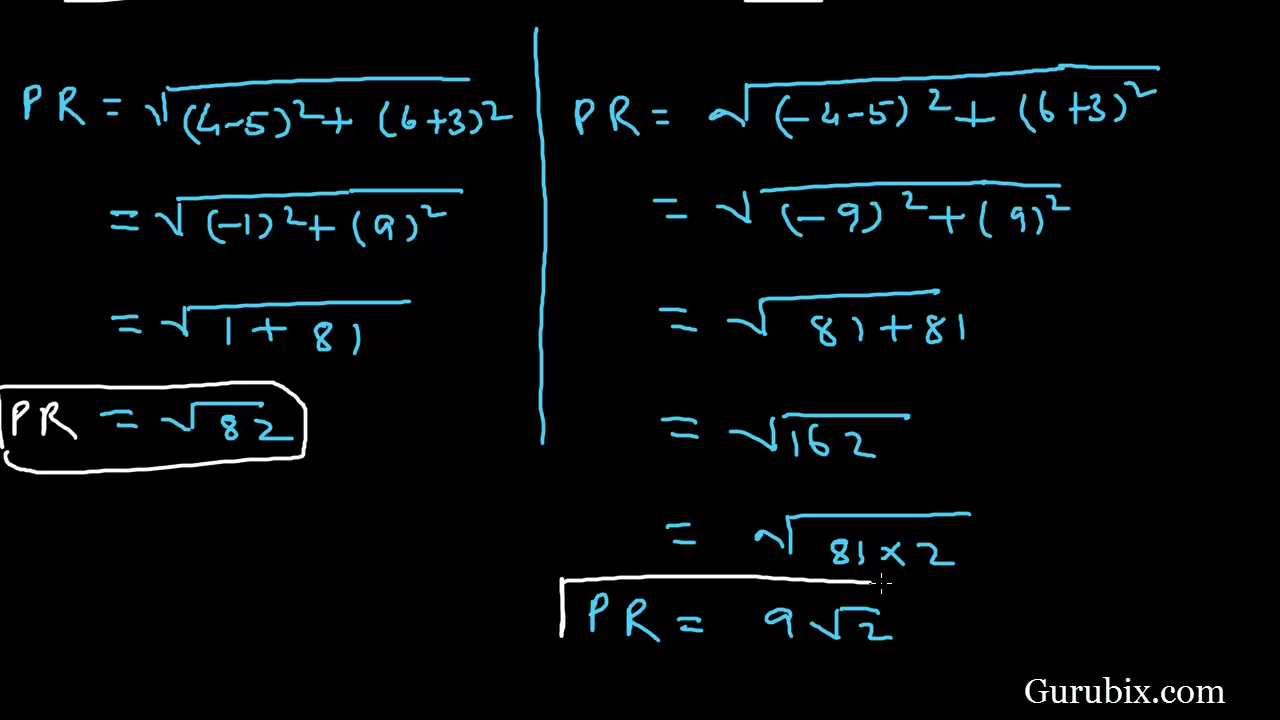 PR = √(4-5)² + (6+3)²
= √(-1)² + (9)²
= √1 + 81
PR = √82
PR = √(-4-5)² + (6+3)²
= √(-9)² + (9)²
= √81 + 81
= √162
= √81 × 2
PR = 9√2
Gurubix.com